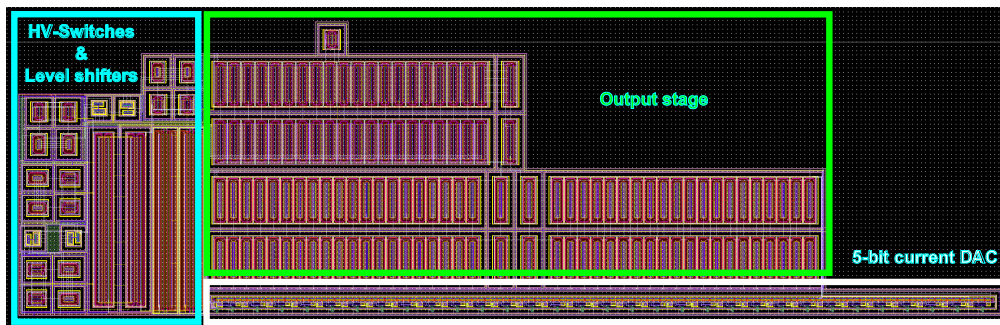 HV-Switches
&
Level shifters
Output stage
5-bit current DAC